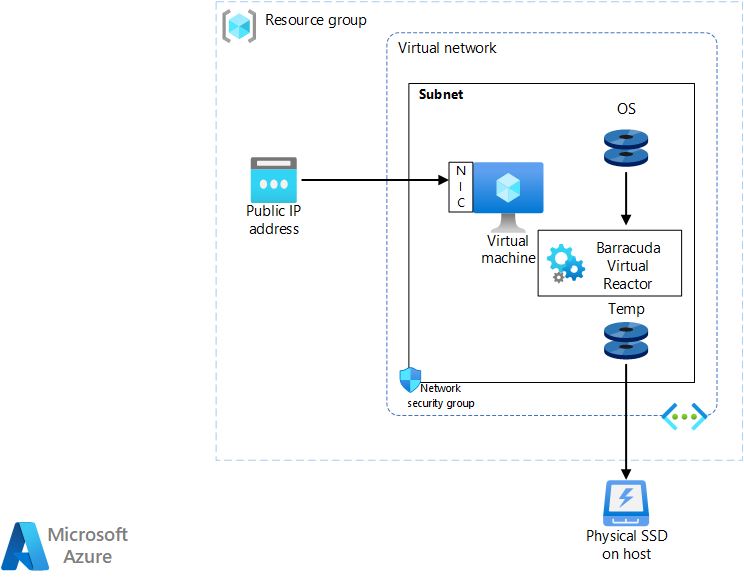 Resource group
Virtual network
Subnet
OS
N
I
C
Public IP
address
Virtual
machine
Barracuda
Virtual
Reactor
Temp
Network
security group
Physical SSD
on host
Microsoft
Azure